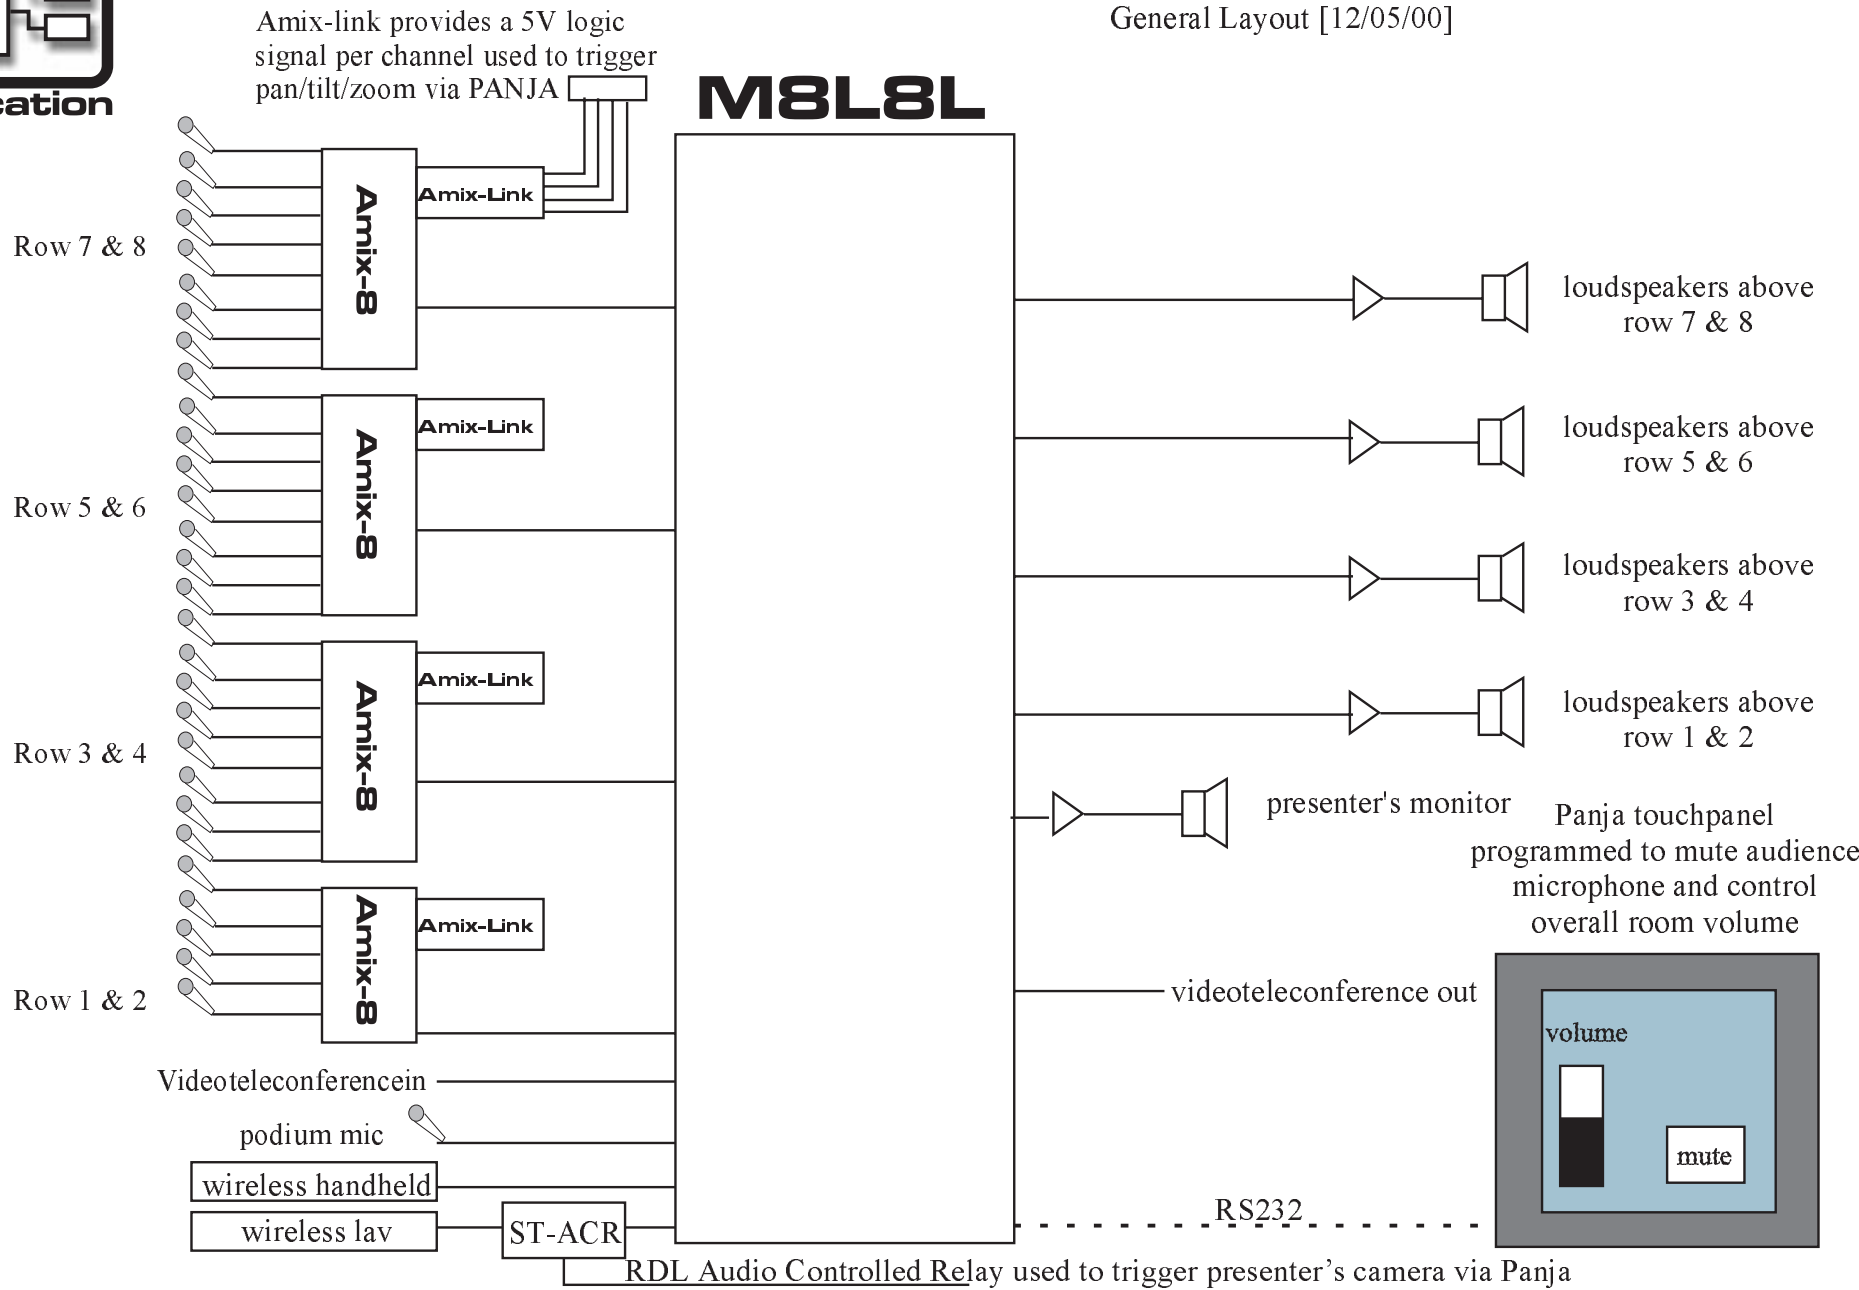 cation
Amix-link provides a 5V logic
signal per channel used to trigger
pan/tilt/zoom via PANJA
General Layout [12/05/00]
M8L8L
Row 7 & 8
Amix-8
Amix-Link
Row 5 & 6
Amix-8
Amix-Link
Row 3 & 4
Amix-8
Amix-Link
Row 1 & 2
Amix-8
Amix-Link
Videoteleconferencein
podium mic
wireless handheld
wireless lav
ST-ACR
loudspeakers above
row 7 & 8
loudspeakers above
row 5 & 6
loudspeakers above
row 3 & 4
loudspeakers above
row 1 & 2
presenter's monitor
Panja touchpanel
programmed to mute audience
microphone and control
overall room volume
videoteleconference out
volume
mute
RS232
RDL Audio Controlled Relay used to trigger presenter’s camera via Panja